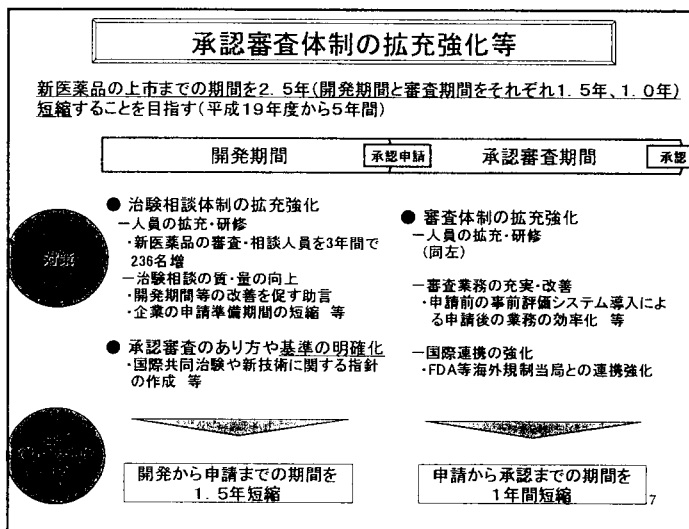 承認審査体制の拡充強化等
新医薬品の上市までの期間を2．5年(開発期間と審査期間をそれぞれ1．5年、1．0年)
短縮することを目指す(平成19年度から5年間)
開発期間
承認申請
承認審査期間
承認
対策
● 治験相談体制の拡充強化
－人員の拡充・研修
・新医薬品の審査・相談人員を3年間で
236名増
－治験相談の質・量の向上
・開発期間等の改善を促す助言
・企業の申請準備期間の短縮 等
● 承認審査のあり方や基準の明確化
・国際共同治験や新技術に関する指針
の作成 等
● 審査体制の拡充強化
－人員の拡充・研修
(同左)
－審査業務の充実・改善
・申請前の事前評価システム導入によ
る申請後の業務の効率化 等
－国際連携の強化
・FDA等海外規制当局との連携強化
開発から申請までの期間を
1．5年短縮
申請から承認までの期間を
1年間短縮
7